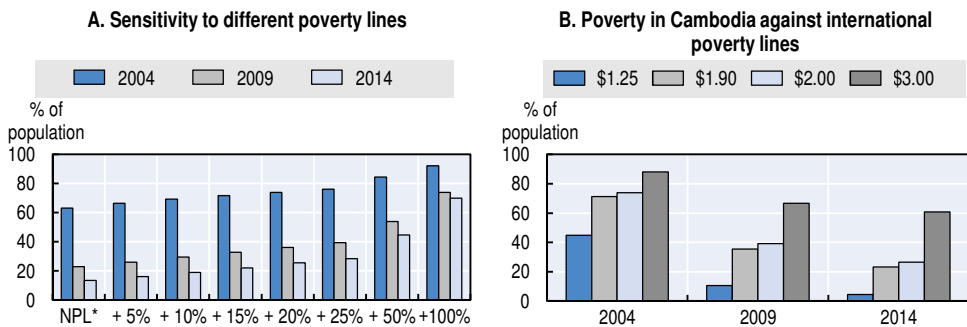 A. Sensitivity to different poverty lines
2004 2009 2014
% of
population
100
80
60
40
20
0
NPL* + 5% + 10% + 15% + 20% + 25% + 50% +100%
B. Poverty in Cambodia against international
poverty lines
$1.25 $1.90 $2.00 $3.00
% of
population
100
80
60
40
20
0
2004 2009 2014